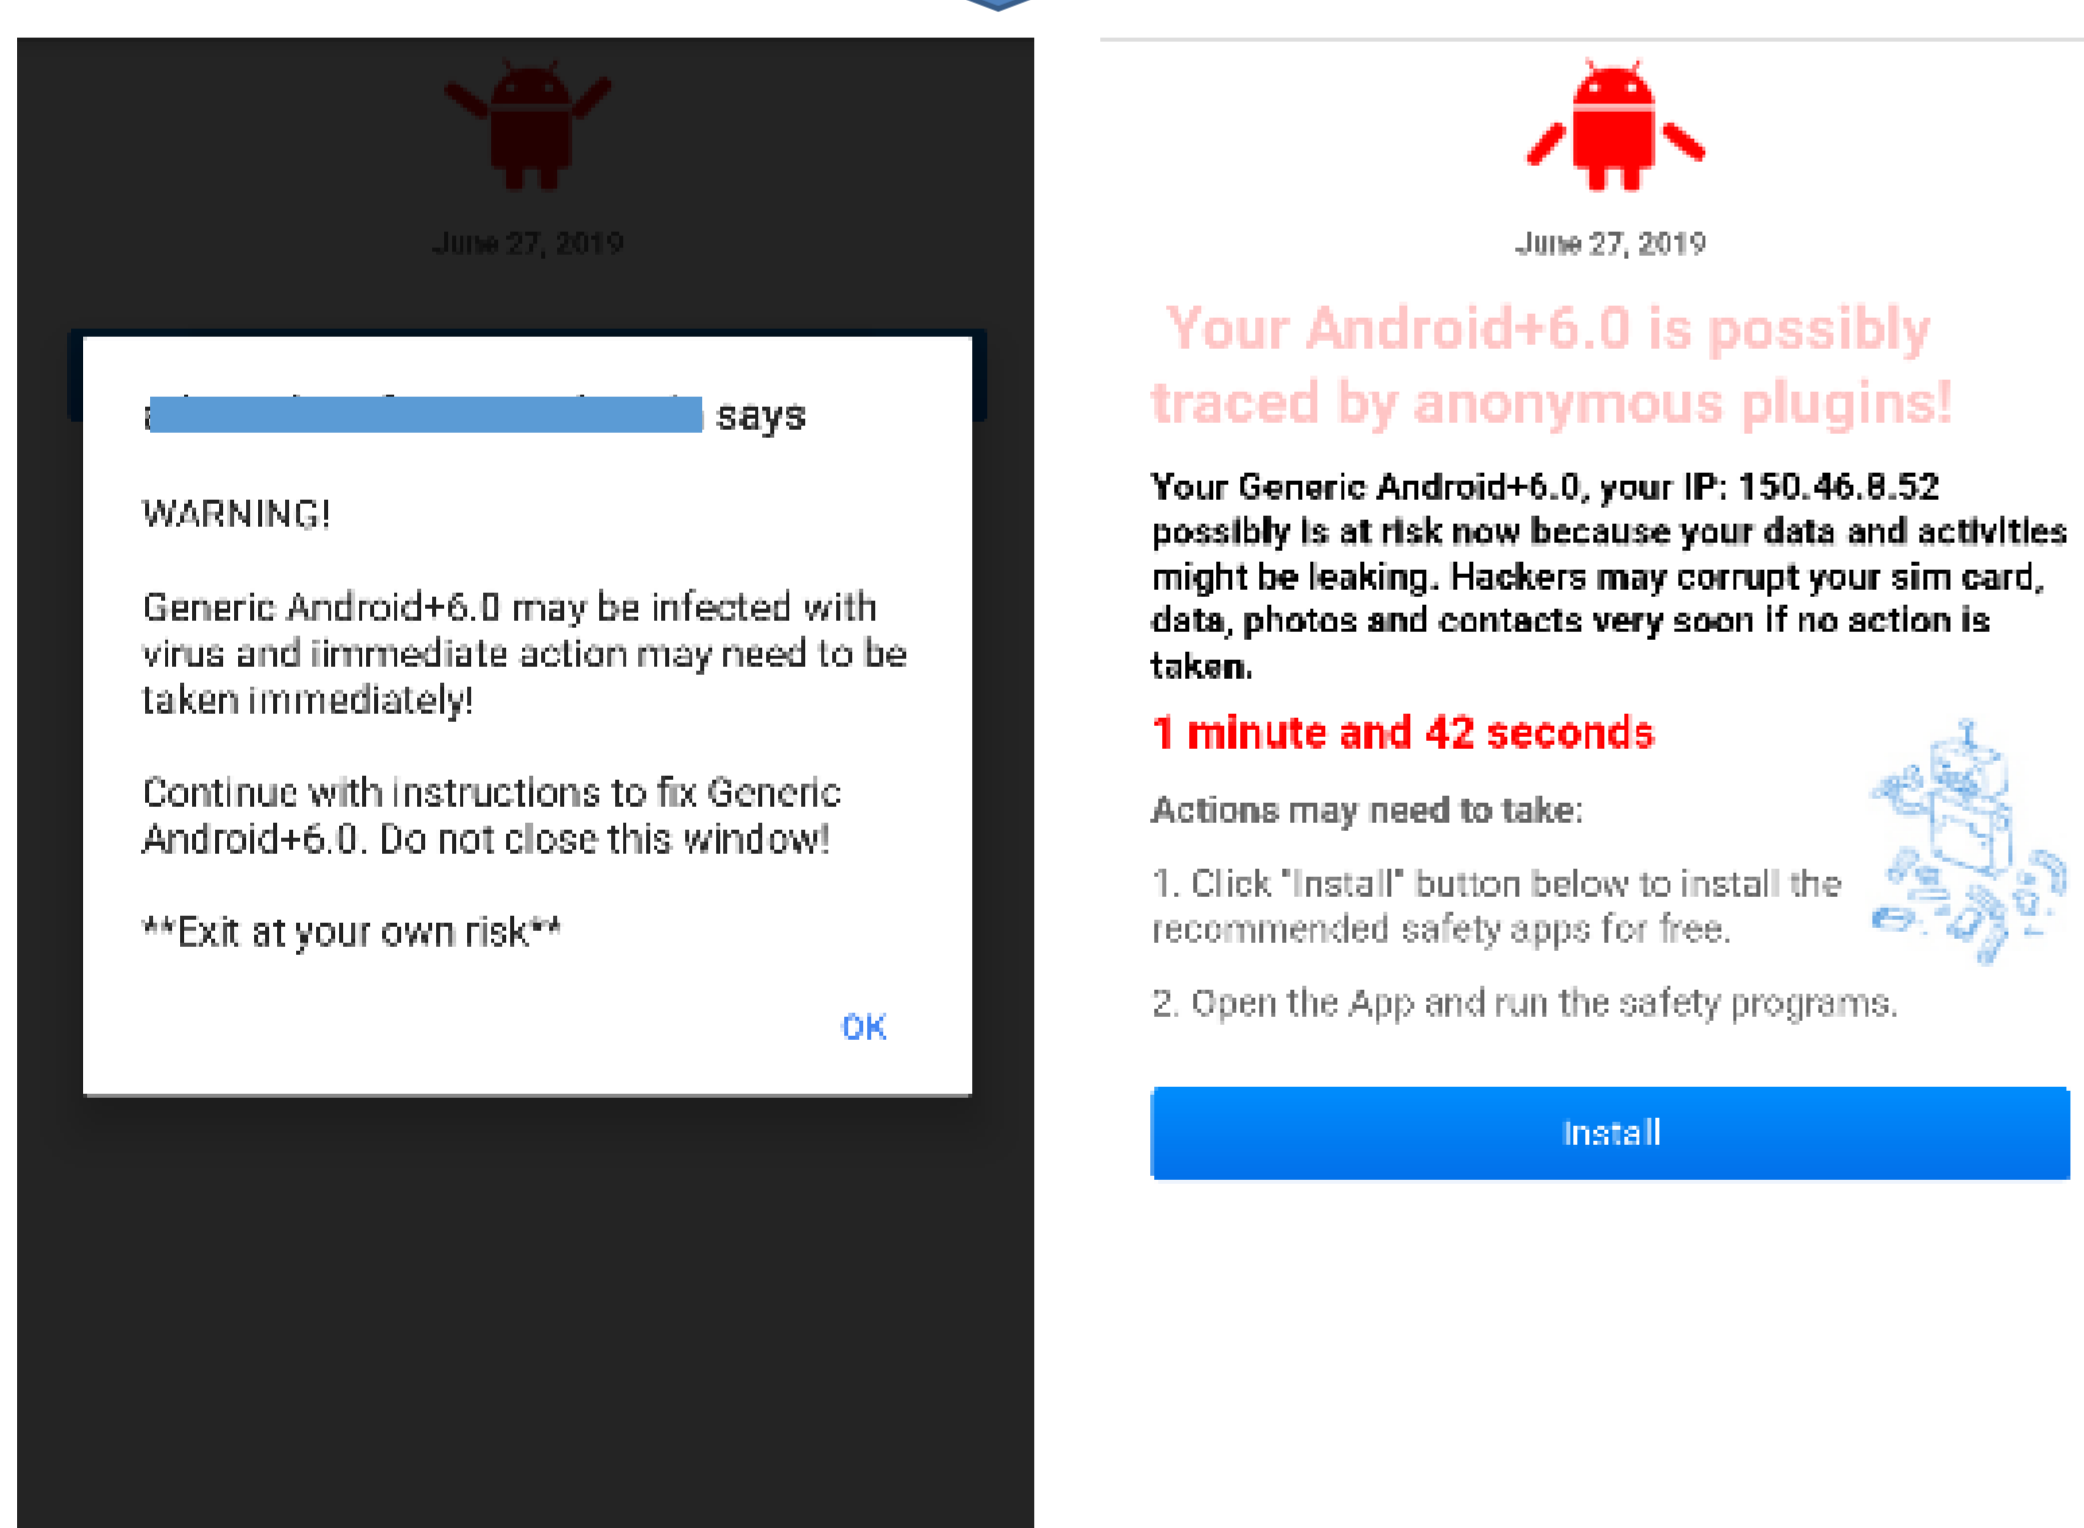 June 27, 2019
says
WARNING!
Generic Android+6.0 may be infected with
virus and iimmediate action may need to be
taken immediately!
Continue with instructions to fix Generic
Android+6.0. Do not close this window!
**Exit at your own risk**
OK
June 27, 2019
Your Android+6.0 is possibly
traced by anonymous plugins!
Your Generic Android+6.0, your IP: 150.46.8.52
possibly is at risk now because your data and activities
might be leaking. Hackers may corrupt your sim card,
data, photos and contacts very soon if no action is
taken.
1 minute and 42 seconds
Actions may need to take:
1. Click "Install" button below to install the
recommended safety apps for free.
2. Open the App and run the safety programs.
Install